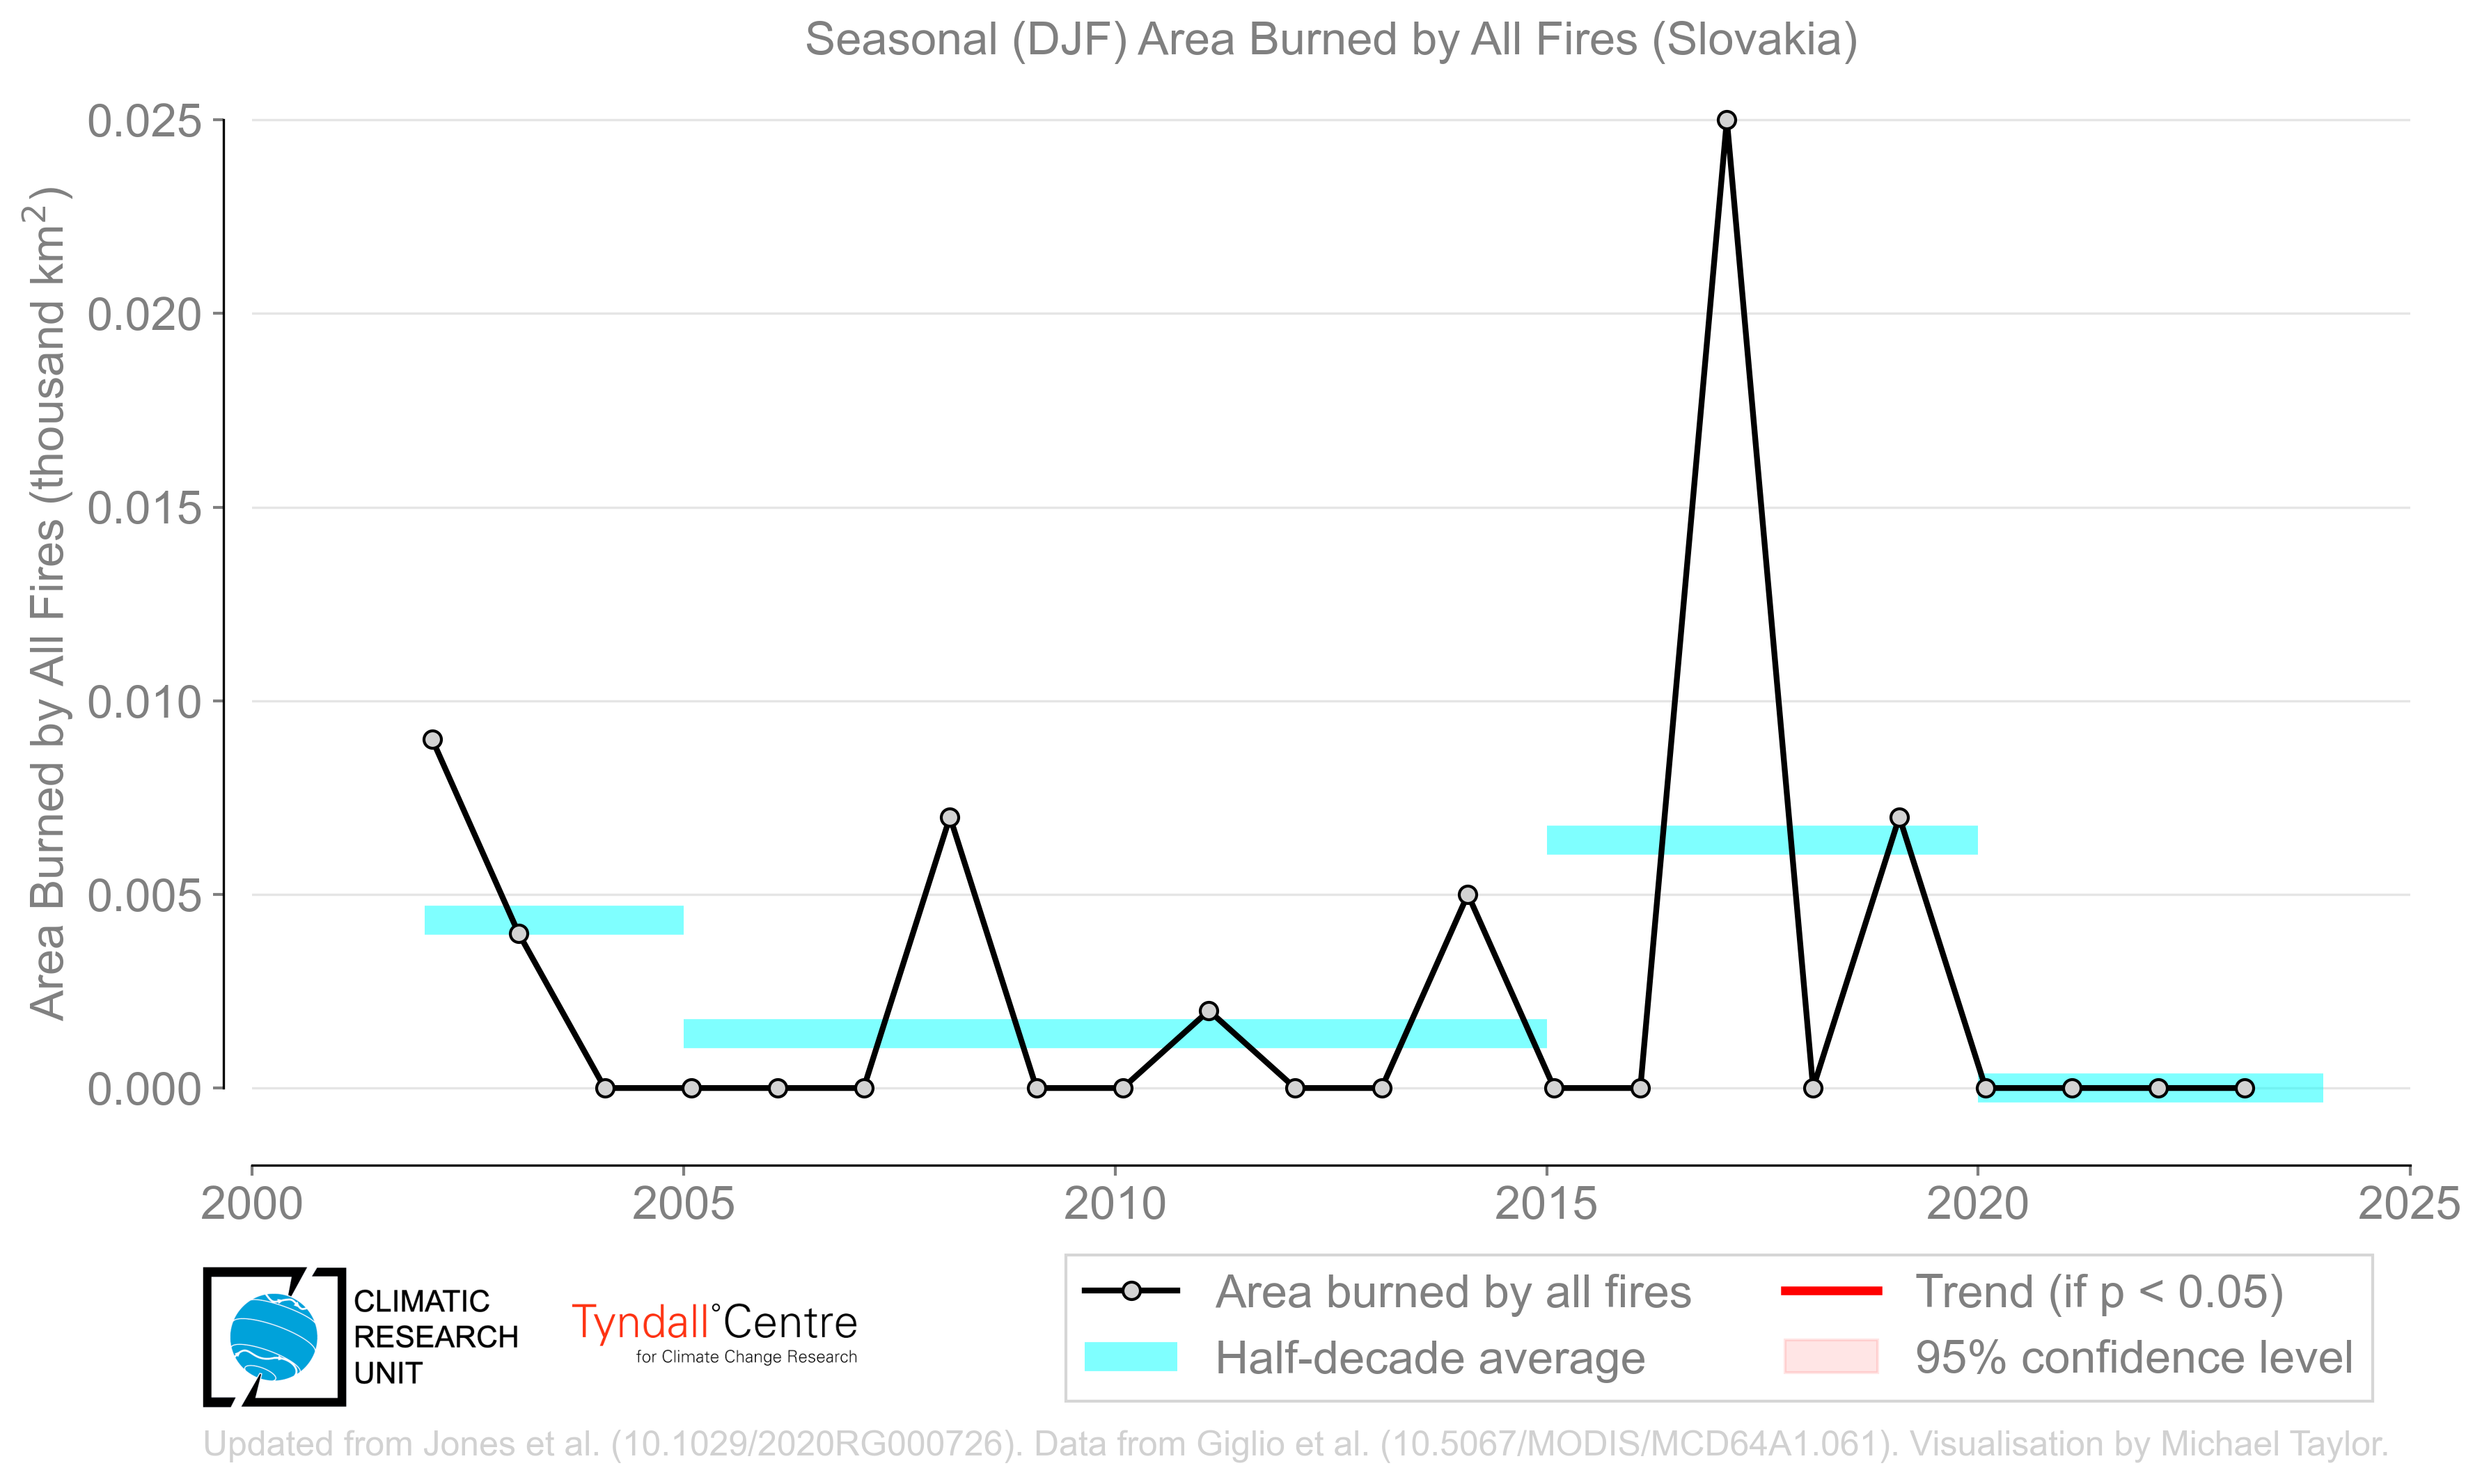 Seasonal (DJF) Area Burned by All Fires (Slovakia)
Area Burned by All Fires (thousand km²)
0.025
0.020
0.015
0.010
0.005
0.000
2000
2005
2010
2015
2020
2025
CLIMATIC
RESEARCH
UNIT
Tyndall°Centre
for Climate Change Research
Area burned by all fires
Half-decade average
Trend (if p < 0.05)
95% confidence level
Updated from Jones et al. (10.1029/2020RG000726). Data from Giglio et al. (10.5067/MODIS/MCD64A1.061). Visualisation by Michael Taylor.